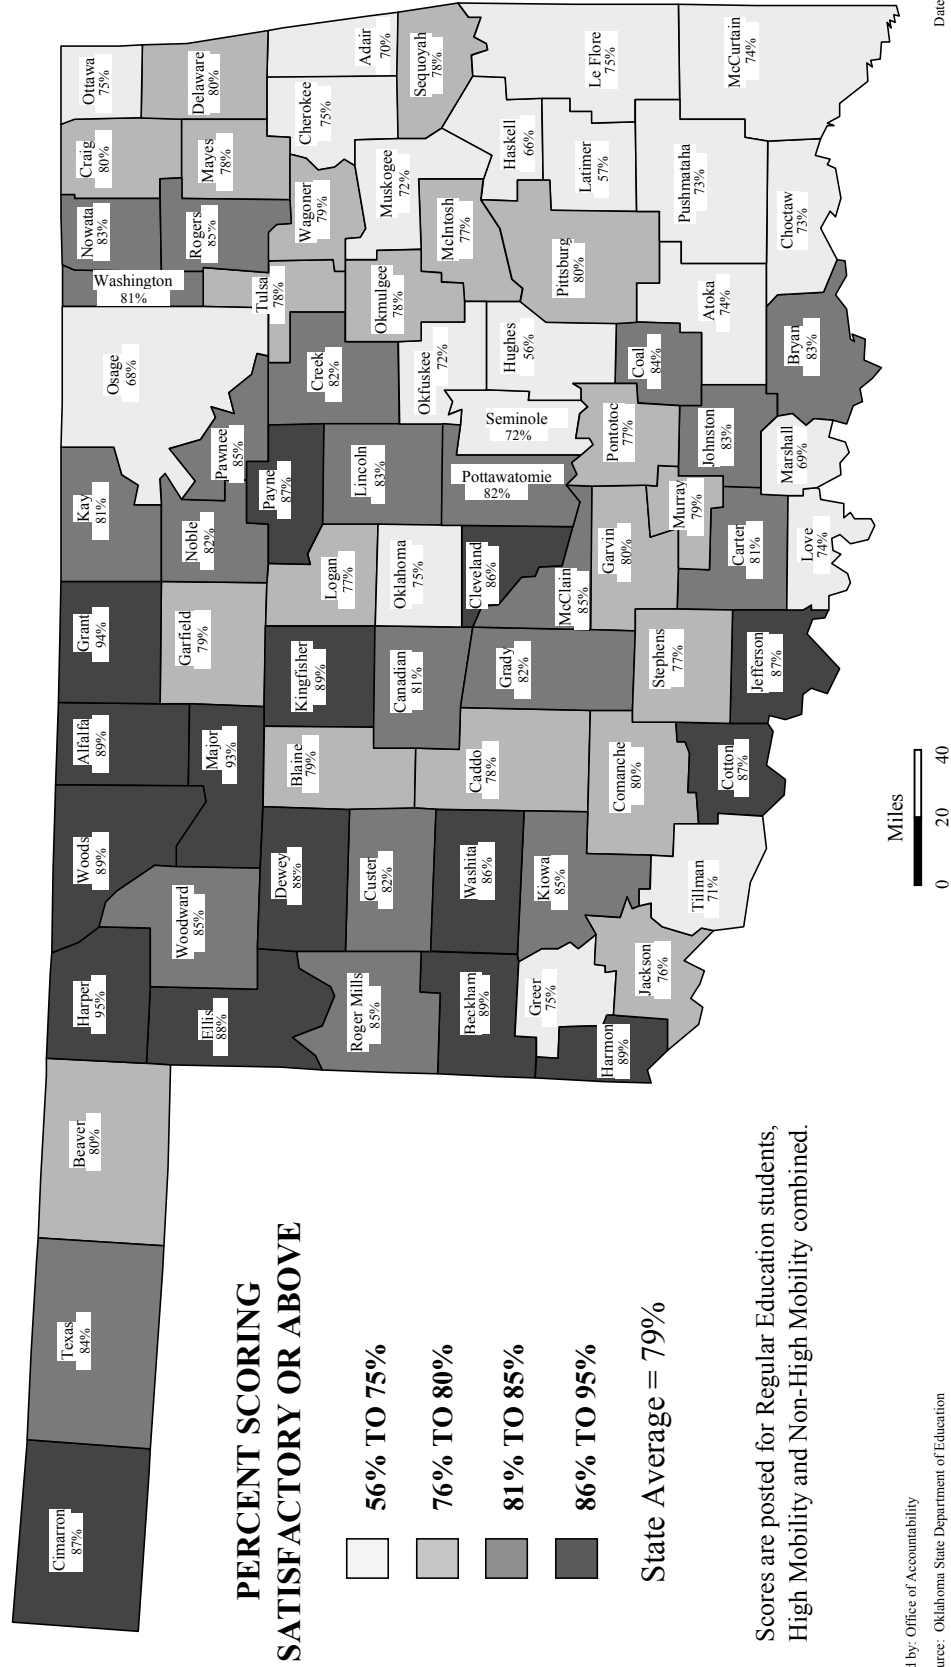 Cimarron
87%
Texas
84%
Beaver
80%
Harper
95%
Woods
89%
Alfalfa
89%
Grant
94%
Kay
81%
Osage
68%
Washington
81%
Nowata
83%
Craig
80%
Ottawa
75%
Ellis
88%
Woodward
85%
Major
93%
Garfield
79%
Noble
82%
Pawnee
85%
Rogers
Mayes
78%
Delaware
80%
Dewey
88%
Blaine
79%
Kingfisher
89%
Logan
77%
Payne
87%
Creek
82%
Tulsa
78%
Wagoner
79%
Cherokee
75%
Adair
70%
Roger Mills
85%
Custer
82%
Canadian
81%
Oklahoma
75%
Lincoln
83%
Okfuskee
72%
Okmulgee
78%
Muskogee
72%
Sequoyah
78%
Beckham
89%
Washita
86%
Caddo
78%
Grady
82%
Cleveland
86%
Pottawatomie
82%
Seminole
72%
Hughes
56%
McIntosh
77%
Haskell
66%
Greer
75%
Kiowa
85%
McClain
85%
Garvin
80%
Pontotoc
77%
Pittsburg
80%
Latimer
57%
Le Flore
75%
Harmon
89%
Jackson
76%
Comanche
80%
Stephens
77%
Murray
79%
Coal
84%
Atoka
74%
Pushmataha
73%
McCurtain
74%
Tillman
71%
Cotton
87%
Jefferson
87%
Carter
81%
Johnston
83%
Love
74%
Marshall
69%
Bryan
83%
Choctaw
73%
PERCENT SCORING
SATISFACTORY OR ABOVE
56% TO 75%
76% TO 80%
81% TO 85%
86% TO 95%
State Average = 79%
Scores are posted for Regular Education students,
High Mobility and Non-High Mobility combined.
Miles
0 20 40
d by: Office of Accountability
urce: Oklahoma State Department of Education
Date